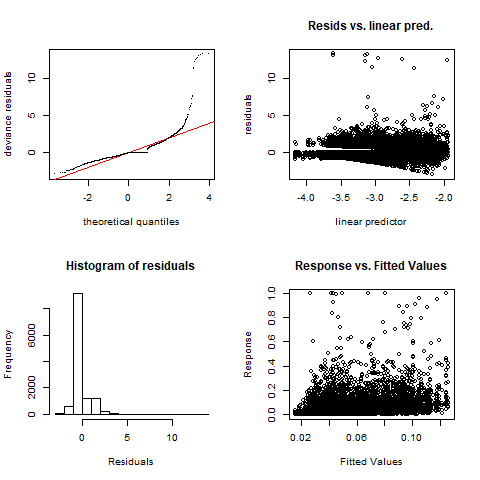 deviance residuals
0 5 10
-2 0 2 4
theoretical quantiles
Resids vs. linear pred.
residuals
0 5 10
-4.0 -3.5 -3.0 -2.5 -2.0
linear predictor
Histogram of residuals
Frequency
0 2000 6000
0 5 10
Residuals
Response vs. Fitted Values
Response
0.0 0.2 0.4 0.6 0.8 1.0
0.02 0.06 0.10
Fitted Values